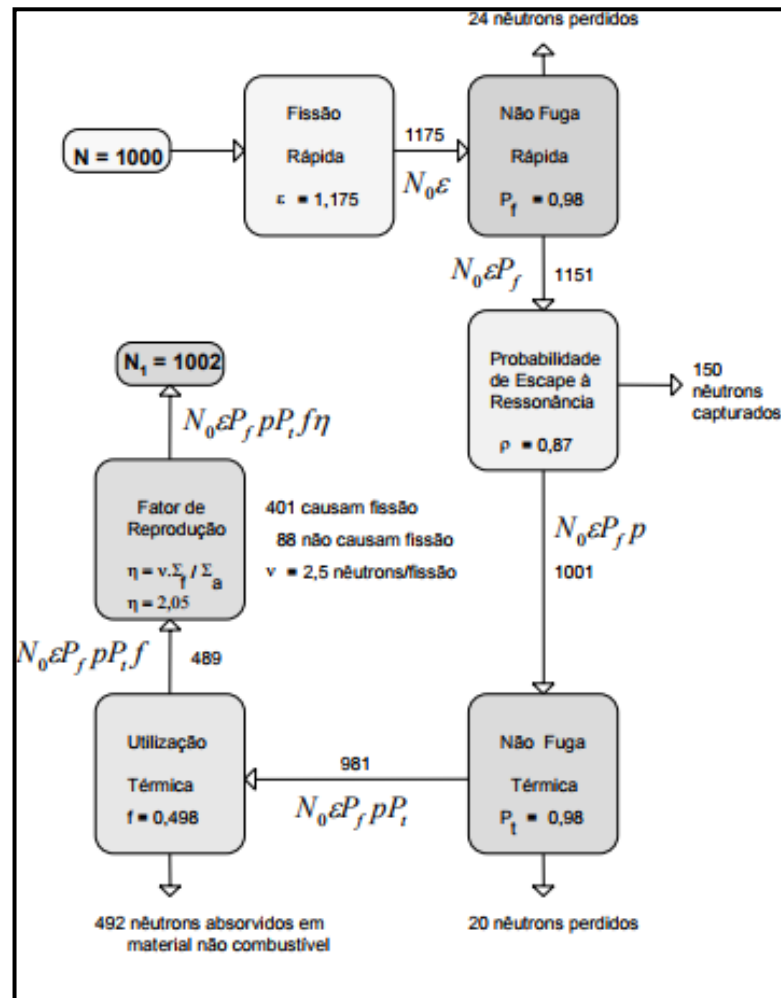 24 nêutrons perdidos
N = 1000
Fissão
Rápida
ε = 1,175
1175
N₀ε
Não Fuga
Rápida
P_f = 0,98
N₀εP_f
1151
Probabilidade
de Escape à
Ressonância
ρ = 0,87
150
nêutrons
capturados
N₀εP_f p
1001
Não Fuga
Térmica
P_t = 0,98
20 nêutrons perdidos
981
N₀εP_f pP_t
Utilização
Térmica
f = 0,498
492 nêutrons absorvidos em
material não combustível
N₀εP_f pP_t f
489
Fator de
Reprodução
η = ν.Σ_f / Σ_a
η = 2,05
401 causam fissão
88 não causam fissão
ν = 2,5 nêutrons/fissão
N₀εP_f pP_t fη
N₁ = 1002